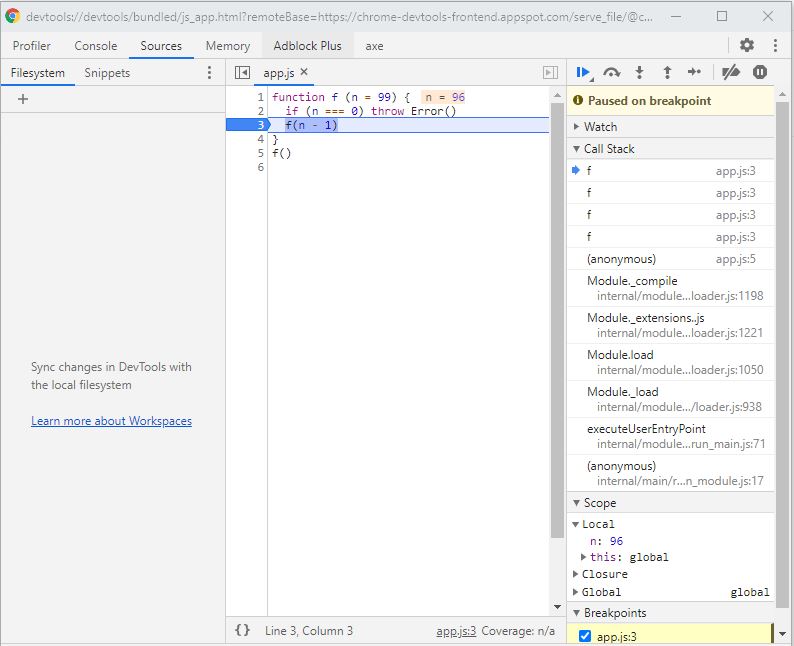 devtools://devtools/bundled/js_app.html?remoteBase=https://chrome-devtools-frontend.appspot.com/serve_file/@c...
Profiler Console Sources Memory Adblock Plus axe
Filesystem Snippets
app.js
1 function f (n = 99) { n = 96
2 if (n === 0) throw Error()
3 f(n - 1)
4 }
5 f()
6
Sync changes in DevTools with
the local filesystem
Learn more about Workspaces
{} Line 3, Column 3 app.js:3 Coverage: n/a
Paused on breakpoint
Watch
Call Stack
f app.js:3
f app.js:3
f app.js:3
f app.js:3
(anonymous) app.js:5
Module._compile
internal/module...loader.js:1198
Module._extensions..js
internal/module...loader.js:1221
Module.load
internal/module...loader.js:1050
Module._load
internal/module.../loader.js:938
executeUserEntryPoint
internal/module...run_main.js:71
(anonymous)
internal/main/r...n_module.js:17
Scope
Local
n: 96
this: global
Closure
Global global
Breakpoints
app.js:3